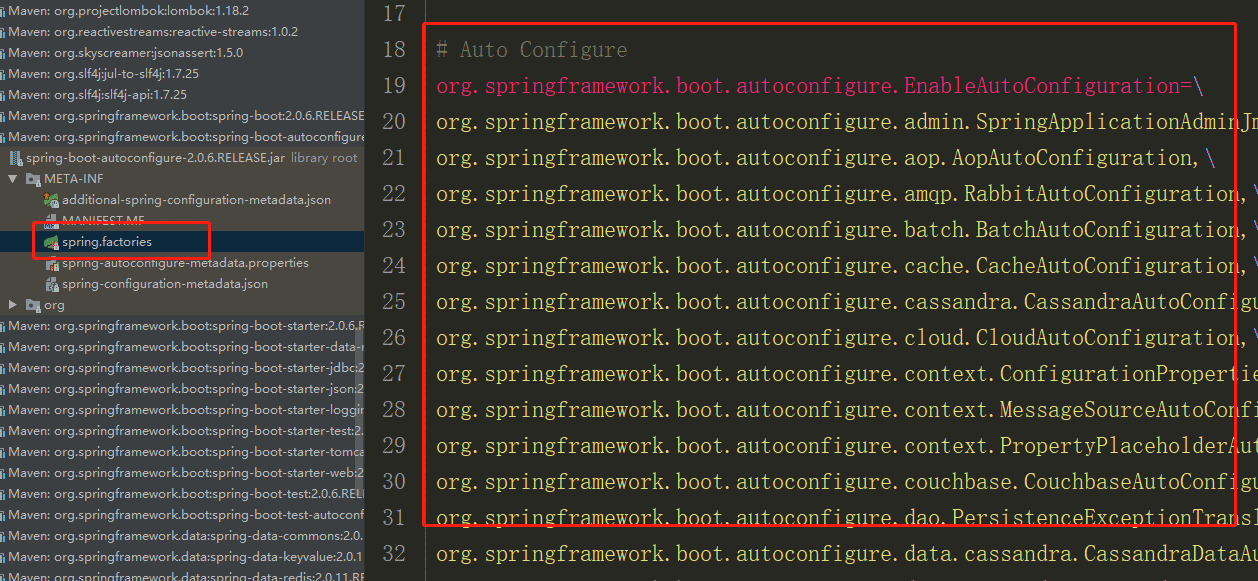 Maven: org.projectlombok:lombok:1.18.2
Maven: org.reactivestreams:reactive-streams:1.0.2
Maven: org.skyscreamer:jsonassert:1.5.0
Maven: org.slf4j:jul-to-slf4j:1.7.25
Maven: org.slf4j:slf4j-api:1.7.25
Maven: org.springframework.boot:spring-boot:2.0.6.RELEASE
Maven: org.springframework.boot:spring-boot-autoconfigure
spring-boot-autoconfigure-2.0.6.RELEASE.jar library root
META-INF
additional-spring-configuration-metadata.json
MANIFEST.MF
spring.factories
spring-autoconfigure-metadata.properties
spring-configuration-metadata.json
org
Maven: org.springframework.boot:spring-boot-starter:2.0.6.R
Maven: org.springframework.boot:spring-boot-starter-data-r
Maven: org.springframework.boot:spring-boot-starter-jdbc:2
Maven: org.springframework.boot:spring-boot-starter-json:2
Maven: org.springframework.boot:spring-boot-starter-loggin
Maven: org.springframework.boot:spring-boot-starter-test:2.
Maven: org.springframework.boot:spring-boot-starter-tomca
Maven: org.springframework.boot:spring-boot-starter-web:2
Maven: org.springframework.boot:spring-boot-test:2.0.6.REL
Maven: org.springframework.boot:spring-boot-test-autoconf
Maven: org.springframework.data:spring-data-commons:2.0.
Maven: org.springframework.data:spring-data-keyvalue:2.0.1
Maven: org.springframework.data:spring-data-redis:2.0.11.RE
17
18 # Auto Configure
19 org.springframework.boot.autoconfigure.EnableAutoConfiguration=\
20 org.springframework.boot.autoconfigure.admin.SpringApplicationAdminJm
21 org.springframework.boot.autoconfigure.aop.AopAutoConfiguration,\
22 org.springframework.boot.autoconfigure.amqp.RabbitAutoConfiguration,\
23 org.springframework.boot.autoconfigure.batch.BatchAutoConfiguration,\
24 org.springframework.boot.autoconfigure.cache.CacheAutoConfiguration,\
25 org.springframework.boot.autoconfigure.cassandra.CassandraAutoConfigu
26 org.springframework.boot.autoconfigure.cloud.CloudAutoConfiguration,\
27 org.springframework.boot.autoconfigure.context.ConfigurationPropertie
28 org.springframework.boot.autoconfigure.context.MessageSourceAutoConfi
29 org.springframework.boot.autoconfigure.context.PropertyPlaceholderAut
30 org.springframework.boot.autoconfigure.couchbase.CouchbaseAutoConfigu
31 org.springframework.boot.autoconfigure.dao.PersistenceExceptionTransl
32 org.springframework.boot.autoconfigure.data.cassandra.CassandraDataAu